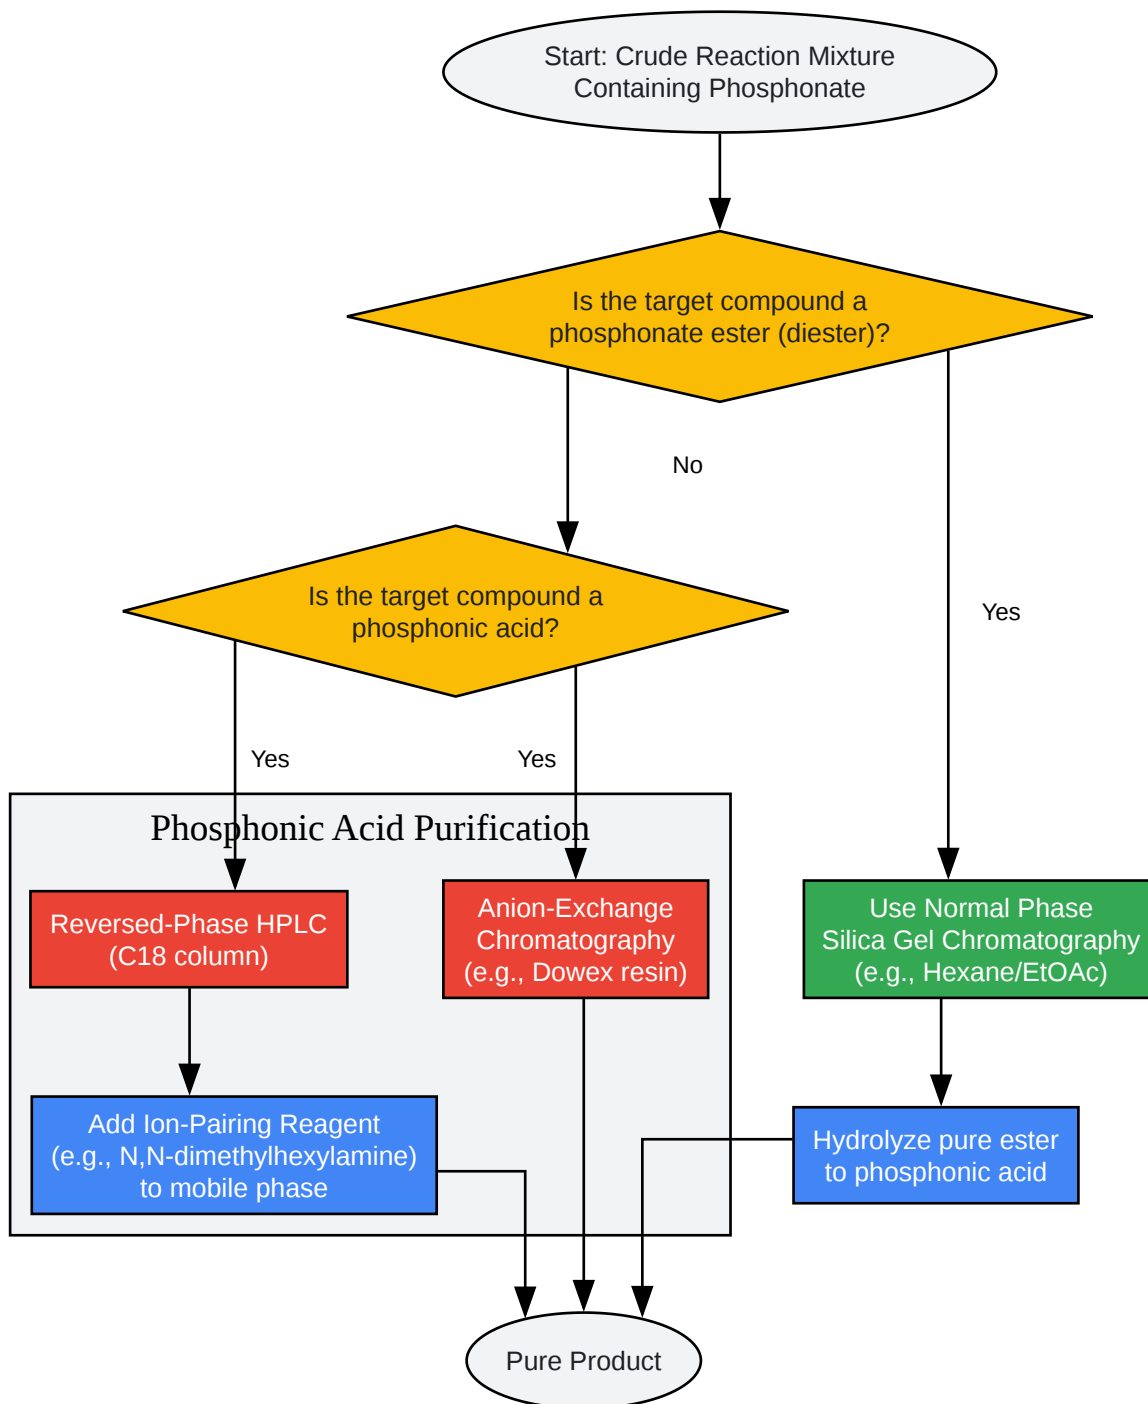 Start: Crude Reaction Mixture
Containing Phosphonate
Is the target compound a
phosphonate ester (diester)?
No
Is the target compound a
phosphonic acid?
Yes
Yes
Yes
Phosphonic Acid Purification
Reversed-Phase HPLC
(C18 column)
Anion-Exchange
Chromatography
(e.g., Dowex resin)
Use Normal Phase
Silica Gel Chromatography
(e.g., Hexane/EtOAc)
Add Ion-Pairing Reagent
(e.g., N,N-dimethylhexylamine)
to mobile phase
Hydrolyze pure ester
to phosphonic acid
Pure Product